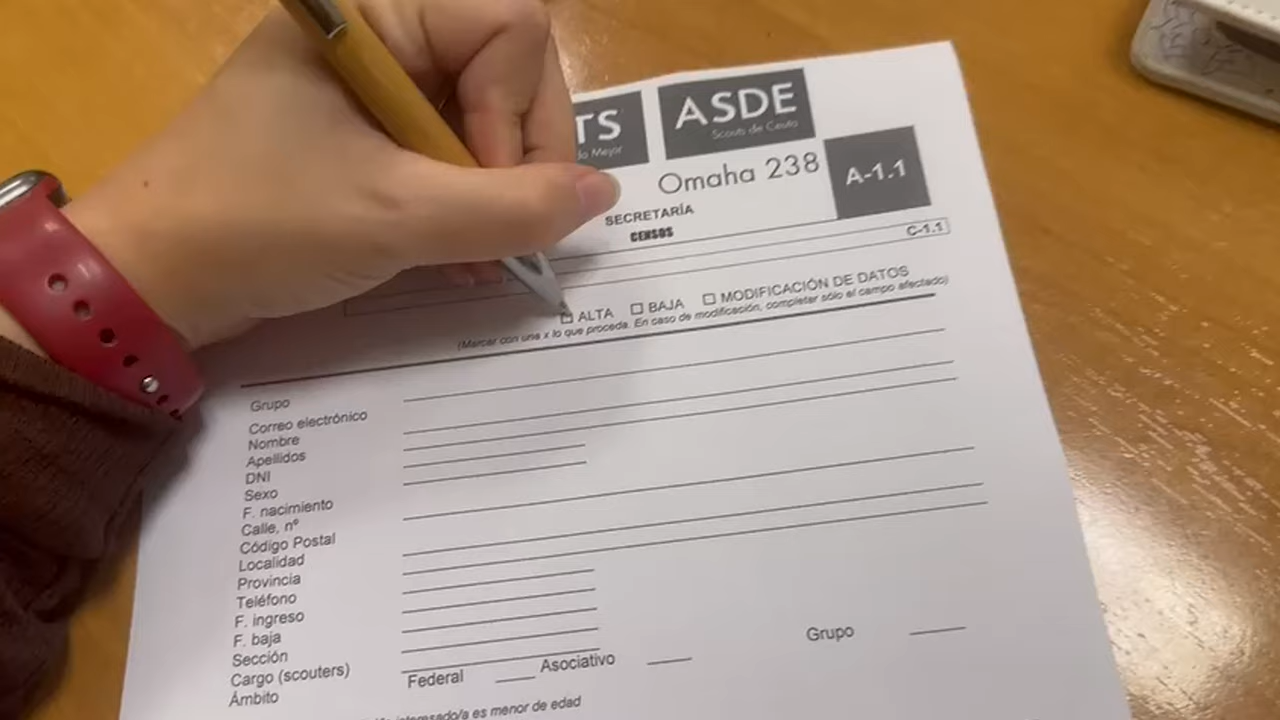 TS
ASDE
Mejor
Scouts de Ceuta
Omaha 238
A-1.1
SECRETARÍA
CENSOS
C-1.1
ALTA BAJA MODIFICACIÓN DE DATOS
(Marcar con una x lo que proceda. En caso de modificación, completar sólo el campo afectado)
Grupo
Correo electrónico
Nombre
Apellidos
DNI
Sexo
F. nacimiento
Calle, nº
Código Postal
Localidad
Provincia
Teléfono
F. ingreso
F. baja
Sección
Cargo (scouters)
Ámbito Federal Asociativo Grupo
interesado/a es menor de edad